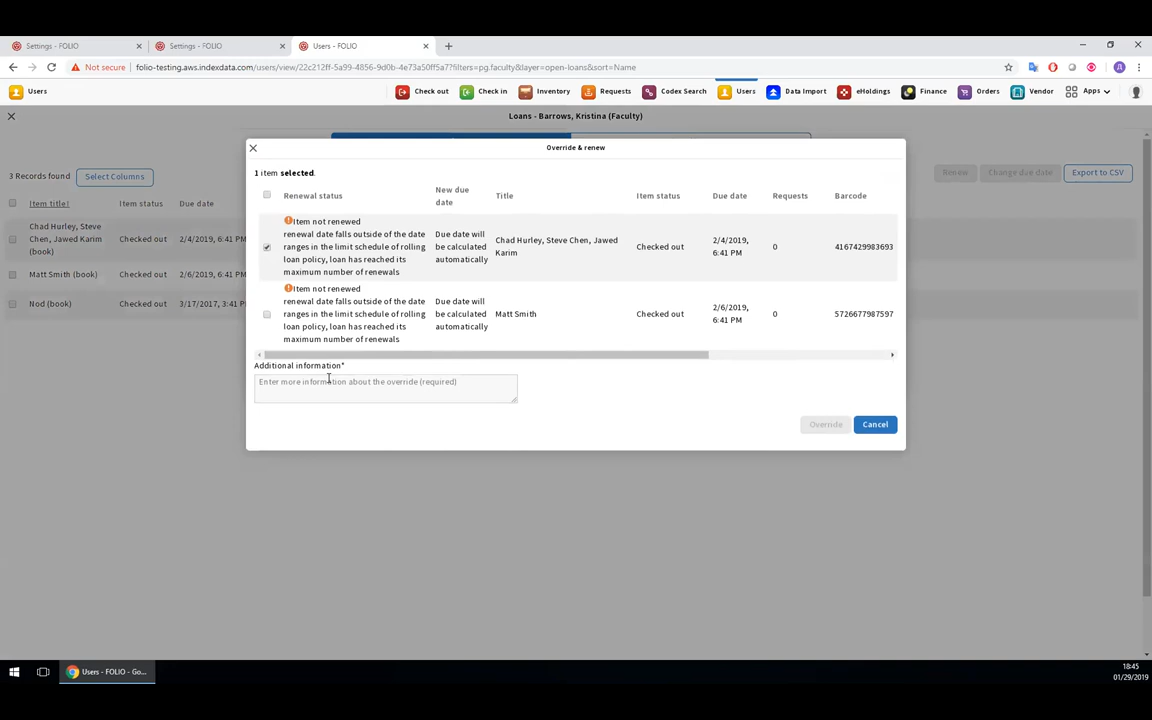 Settings - FOLIO
Settings - FOLIO
Users - FOLIO
Not secure
folio-testing.aws.indexdata.com/users/view/22c212ff-5a99-4856-9d0b-4e73a50ff5a7?filters=pg.faculty&layer=open-loans&sort=Name
Users
Check out
Check in
Inventory
Requests
Codex Search
Users
Data Import
eHoldings
Finance
Orders
Vendor
Apps
Loans - Barrows, Kristina (Faculty)
3 Records found
Select Columns
Renew
Change due date
Export to CSV
Item title
Item status
Due date
Chad Hurley, Steve
Chen, Jawed Karim
(book)
Checked out
2/4/2019, 6:41 PM
Matt Smith (book)
Checked out
2/6/2019, 6:41 PM
Nod (book)
Checked out
3/17/2017, 3:41 P
Override & renew
1 item selected.
Renewal status
New due
date
Title
Item status
Due date
Requests
Barcode
Item not renewed
renewal date falls outside of the date
ranges in the limit schedule of rolling
loan policy, loan has reached its
maximum number of renewals
Due date will
be calculated
automatically
Chad Hurley, Steve Chen, Jawed
Karim
Checked out
2/4/2019,
6:41 PM
0
4167429983693
Item not renewed
renewal date falls outside of the date
ranges in the limit schedule of rolling
loan policy, loan has reached its
maximum number of renewals
Due date will
be calculated
automatically
Matt Smith
Checked out
2/6/2019,
6:41 PM
0
5726677987597
Additional information*
Enter more information about the override (required)
Override
Cancel
Users - FOLIO - Go...
18:45
01/29/2019